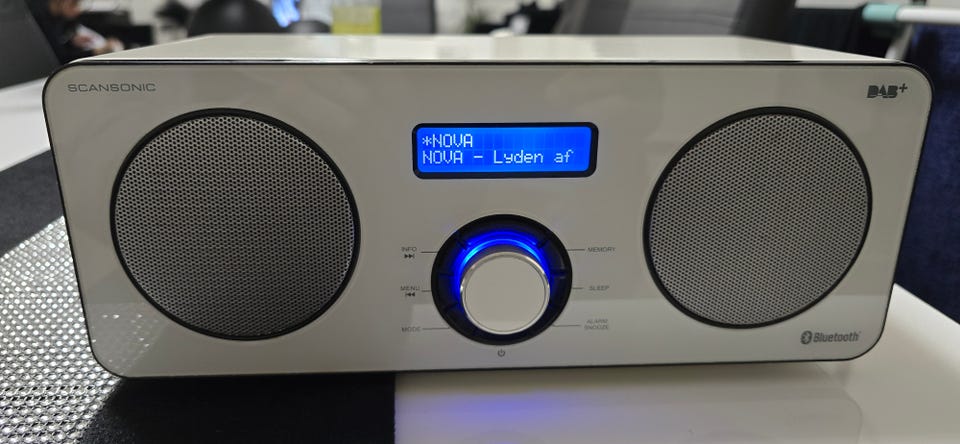 SCANSONIC
DAB+
*NOVA
NOVA - Lyden af
INFO
MEMORY
MENU
SLEEP
MODE
ALARM
SNOOZE
Bluetooth